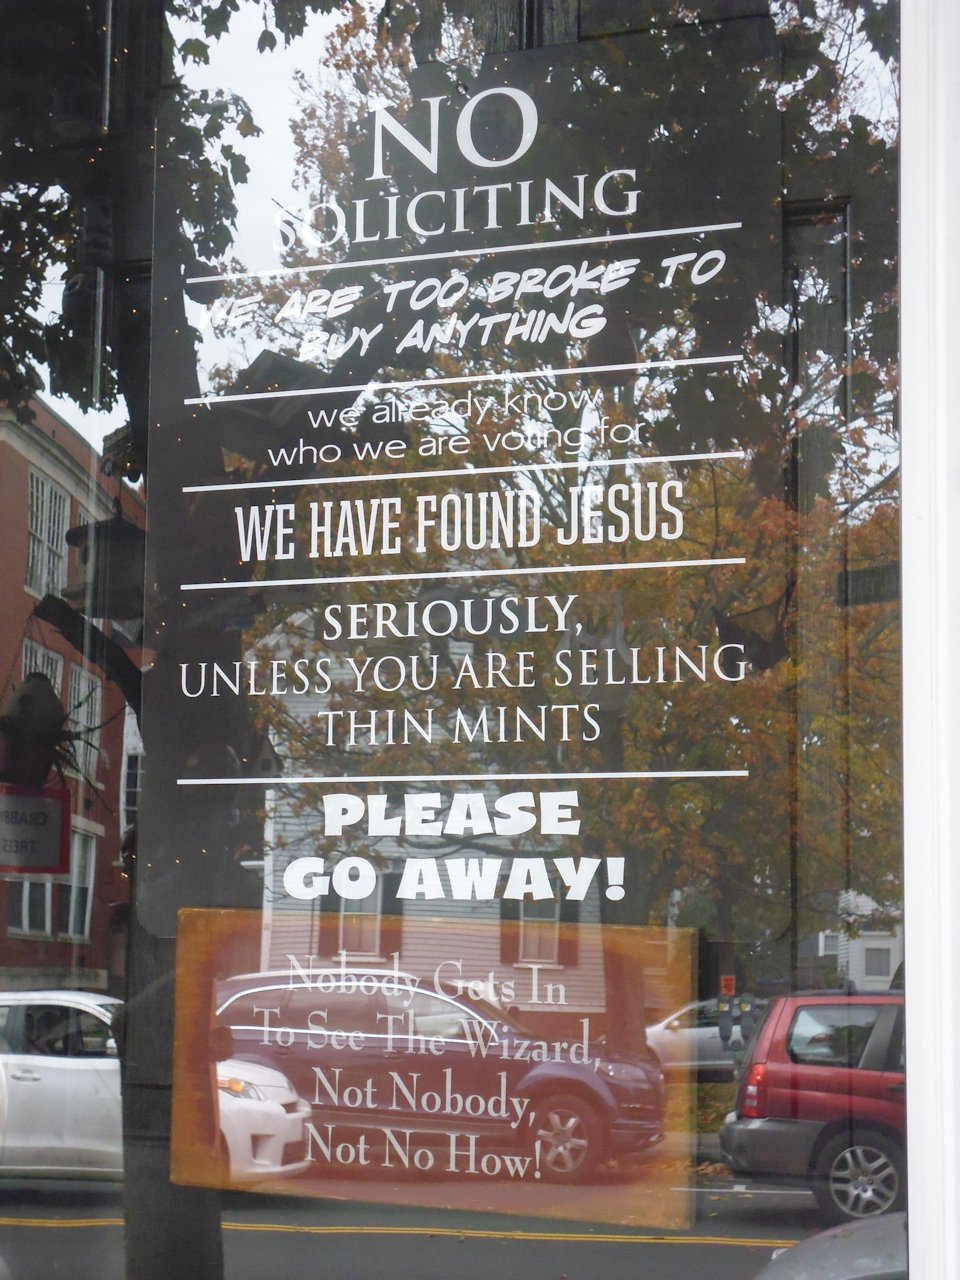 NO
SOLICITING
WE ARE TOO BROKE TO
BUY ANYTHING
we already know
who we are voting for
WE HAVE FOUND JESUS
SERIOUSLY,
UNLESS YOU ARE SELLING
THIN MINTS
PLEASE
GO AWAY!
Nobody Gets In
To See The Wizard,
Not Nobody,
Not No How!